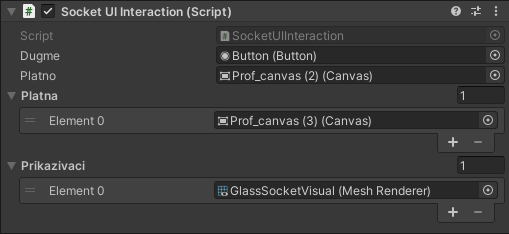 Socket UI Interaction (Script)
Script SocketUIInteraction
Dugme Button (Button)
Platno Prof_canvas (2) (Canvas)
Platna 1
Element 0 Prof_canvas (3) (Canvas)
Prikazivaci 1
Element 0 GlassSocketVisual (Mesh Renderer)